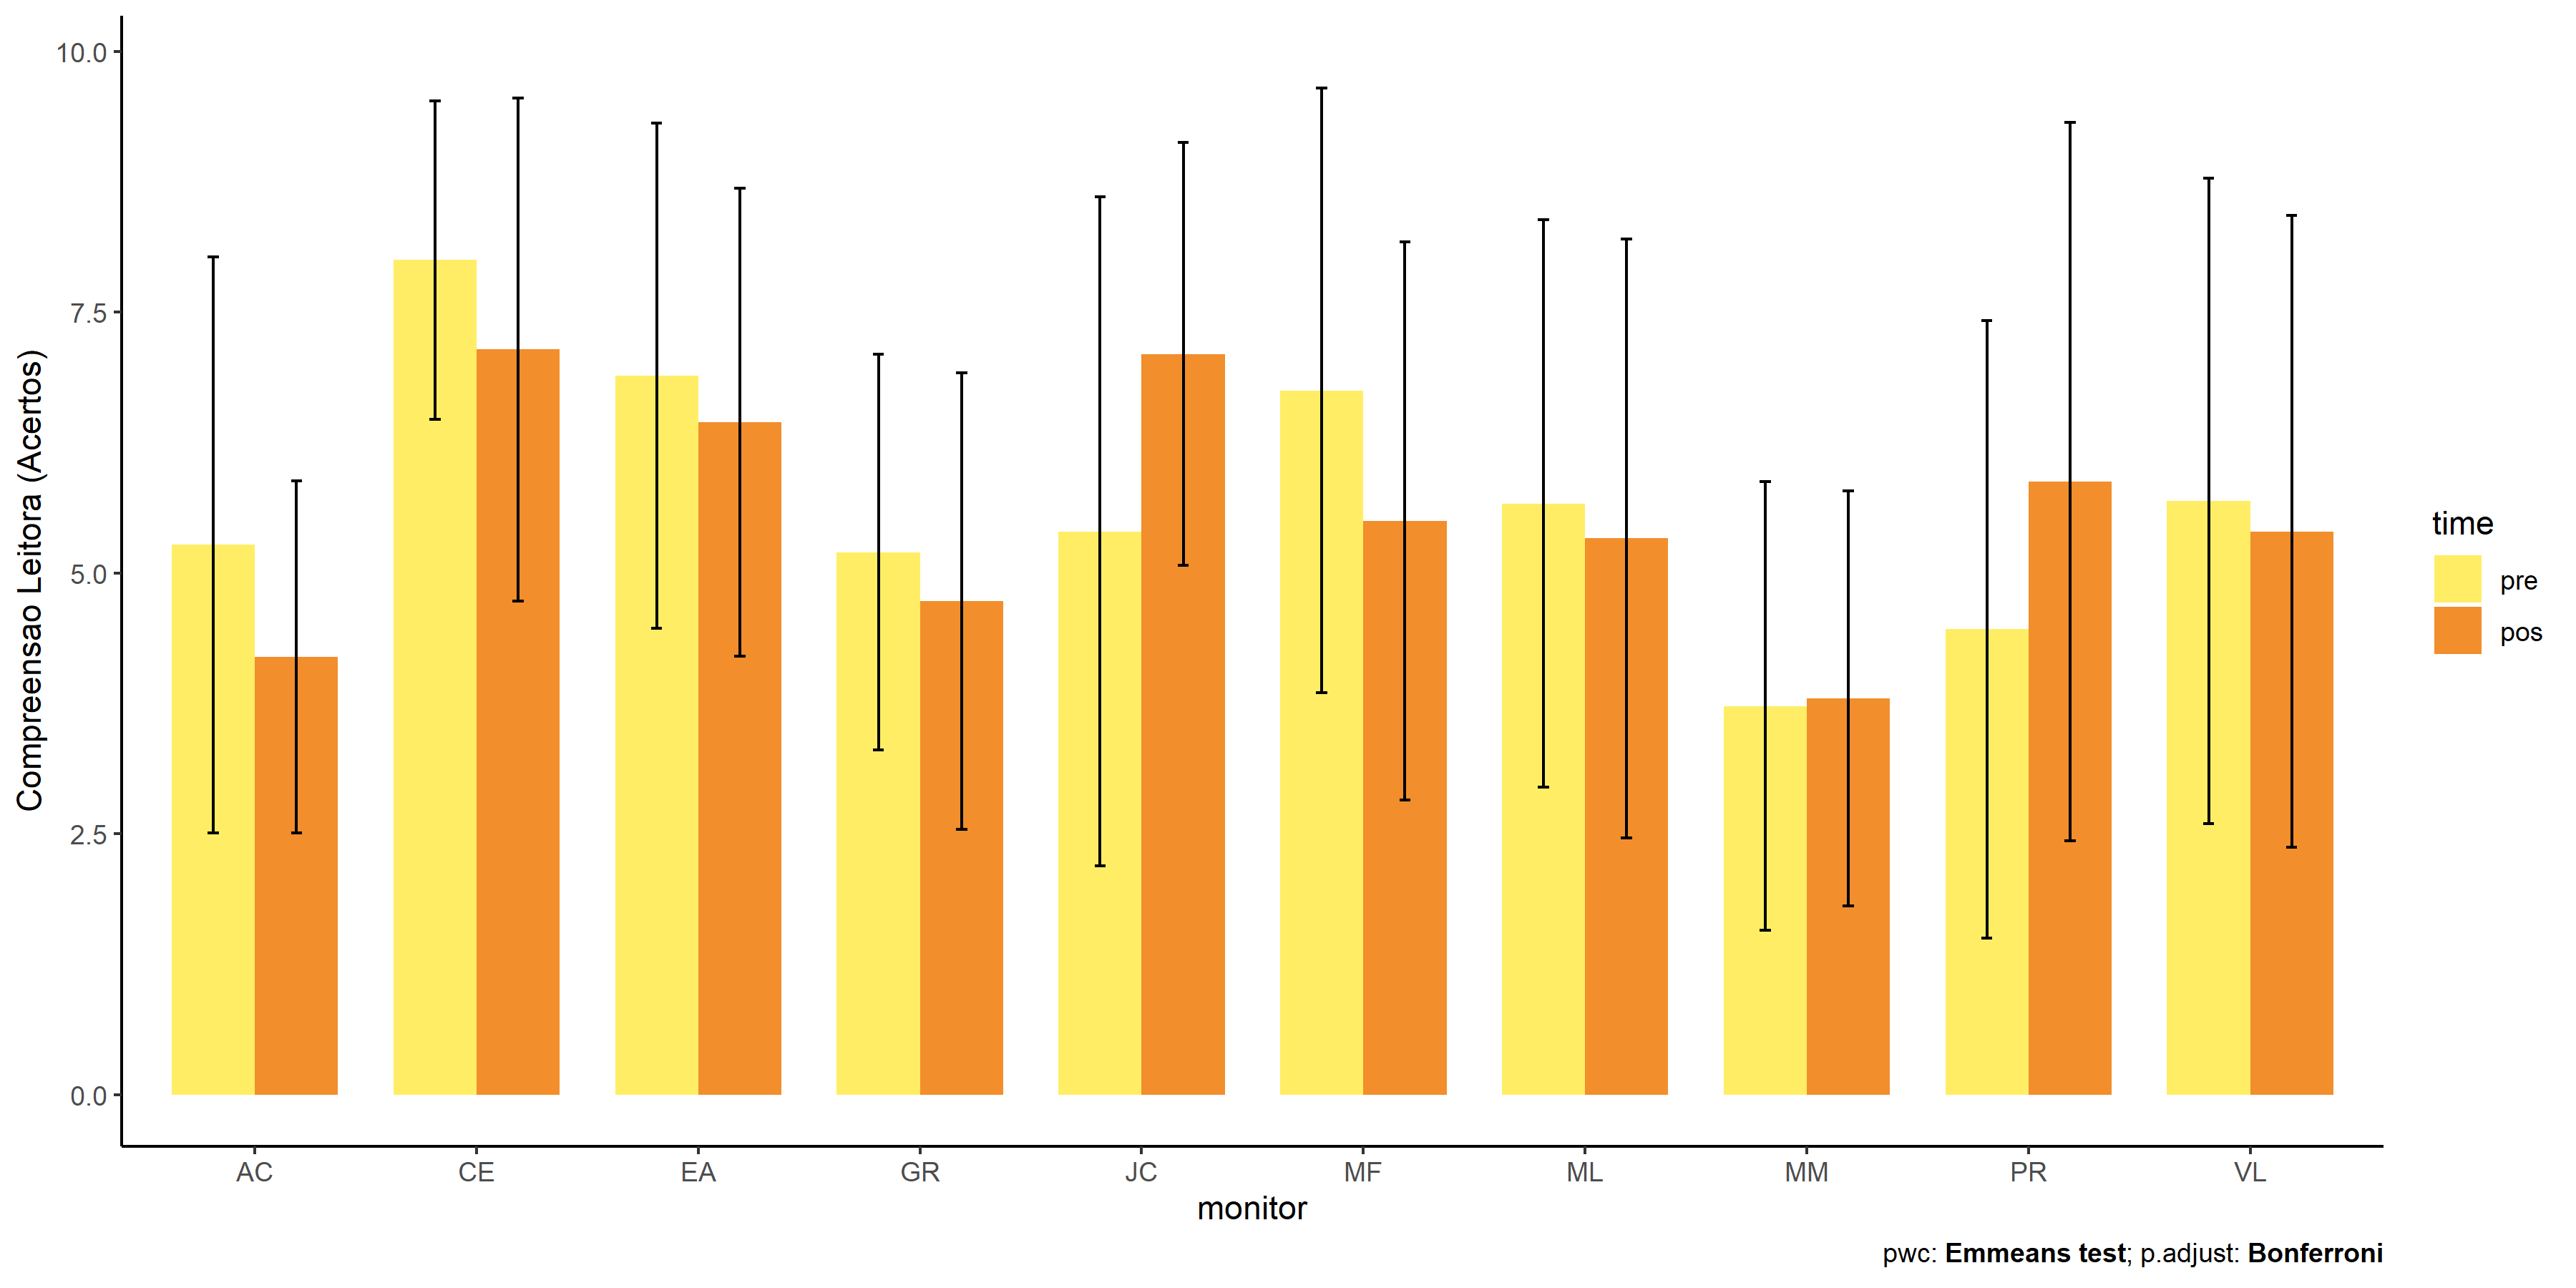 Compreensao Leitora (Acertos)
10.0
7.5
5.0
2.5
0.0
AC CE EA GR JC MF ML MM PR VL
monitor
time
pre
pos
pwc: Emmeans test; p.adjust: Bonferroni